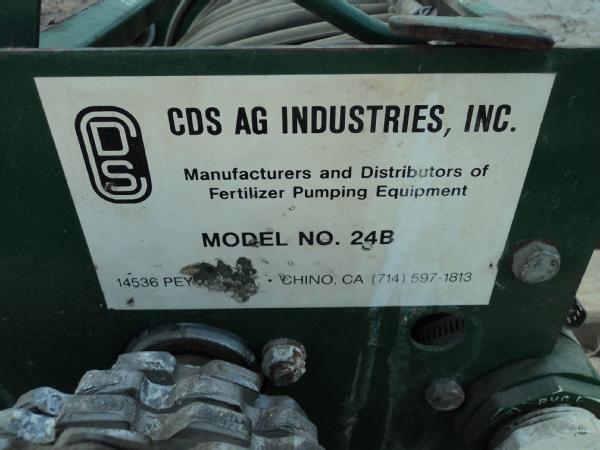 CDS
CDS AG INDUSTRIES, INC.
Manufacturers and Distributors of
Fertilizer Pumping Equipment
MODEL NO. 24B
14536 • CHINO, CA (714) 597-1813